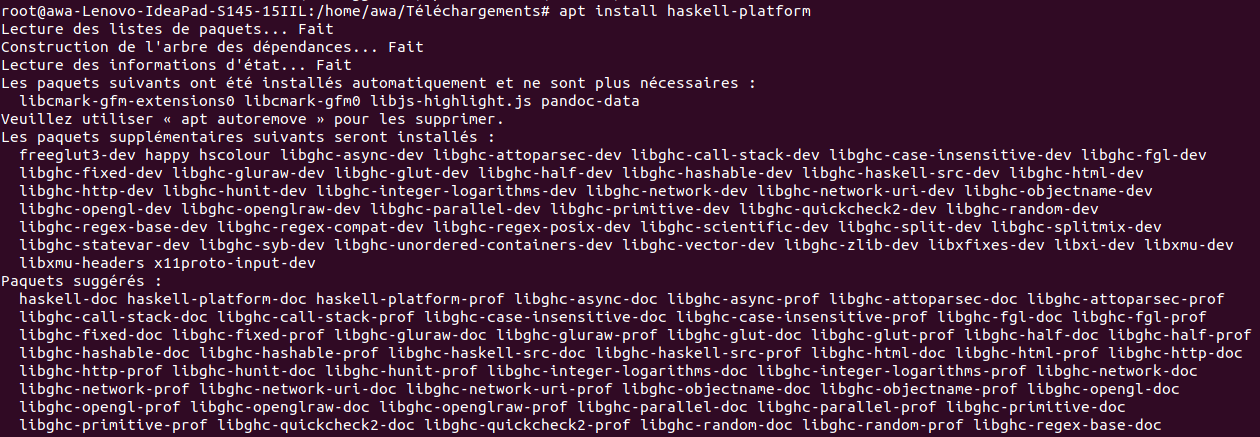 root@awa-Lenovo-IdeaPad-S145-15IIL:/home/awa/Téléchargements# apt install haskell-platform
Lecture des listes de paquets... Fait
Construction de l'arbre des dépendances... Fait
Lecture des informations d'état... Fait
Les paquets suivants ont été installés automatiquement et ne sont plus nécessaires :
  libcmark-gfm-extensions0 libcmark-gfm0 libjs-highlight.js pandoc-data
Veuillez utiliser « apt autoremove » pour les supprimer.
Les paquets supplémentaires suivants seront installés :
  freeglut3-dev happy hscolour libghc-async-dev libghc-attoparsec-dev libghc-call-stack-dev libghc-case-insensitive-dev libghc-fgl-dev
  libghc-fixed-dev libghc-gluraw-dev libghc-glut-dev libghc-half-dev libghc-hashable-dev libghc-haskell-src-dev libghc-html-dev
  libghc-http-dev libghc-hunit-dev libghc-integer-logarithms-dev libghc-network-dev libghc-network-uri-dev libghc-objectname-dev
  libghc-opengl-dev libghc-openglraw-dev libghc-parallel-dev libghc-primitive-dev libghc-quickcheck2-dev libghc-random-dev
  libghc-regex-base-dev libghc-regex-compat-dev libghc-regex-posix-dev libghc-scientific-dev libghc-split-dev libghc-splitmix-dev
  libghc-statevar-dev libghc-syb-dev libghc-unordered-containers-dev libghc-vector-dev libghc-zlib-dev libxfixes-dev libxi-dev libxmu-dev
  libxmu-headers x11proto-input-dev
Paquets suggérés :
  haskell-doc haskell-platform-doc haskell-platform-prof libghc-async-doc libghc-async-prof libghc-attoparsec-doc libghc-attoparsec-prof
  libghc-call-stack-doc libghc-call-stack-prof libghc-case-insensitive-doc libghc-case-insensitive-prof libghc-fgl-doc libghc-fgl-prof
  libghc-fixed-doc libghc-fixed-prof libghc-gluraw-doc libghc-gluraw-prof libghc-glut-doc libghc-glut-prof libghc-half-doc libghc-half-prof
  libghc-hashable-doc libghc-hashable-prof libghc-haskell-src-doc libghc-haskell-src-prof libghc-html-doc libghc-html-prof libghc-http-doc
  libghc-http-prof libghc-hunit-doc libghc-hunit-prof libghc-integer-logarithms-doc libghc-integer-logarithms-prof libghc-network-doc
  libghc-network-prof libghc-network-uri-doc libghc-network-uri-prof libghc-objectname-doc libghc-objectname-prof libghc-opengl-doc
  libghc-opengl-prof libghc-openglraw-doc libghc-openglraw-prof libghc-parallel-doc libghc-parallel-prof libghc-primitive-doc
  libghc-primitive-prof libghc-quickcheck2-doc libghc-quickcheck2-prof libghc-random-doc libghc-random-prof libghc-regex-base-doc